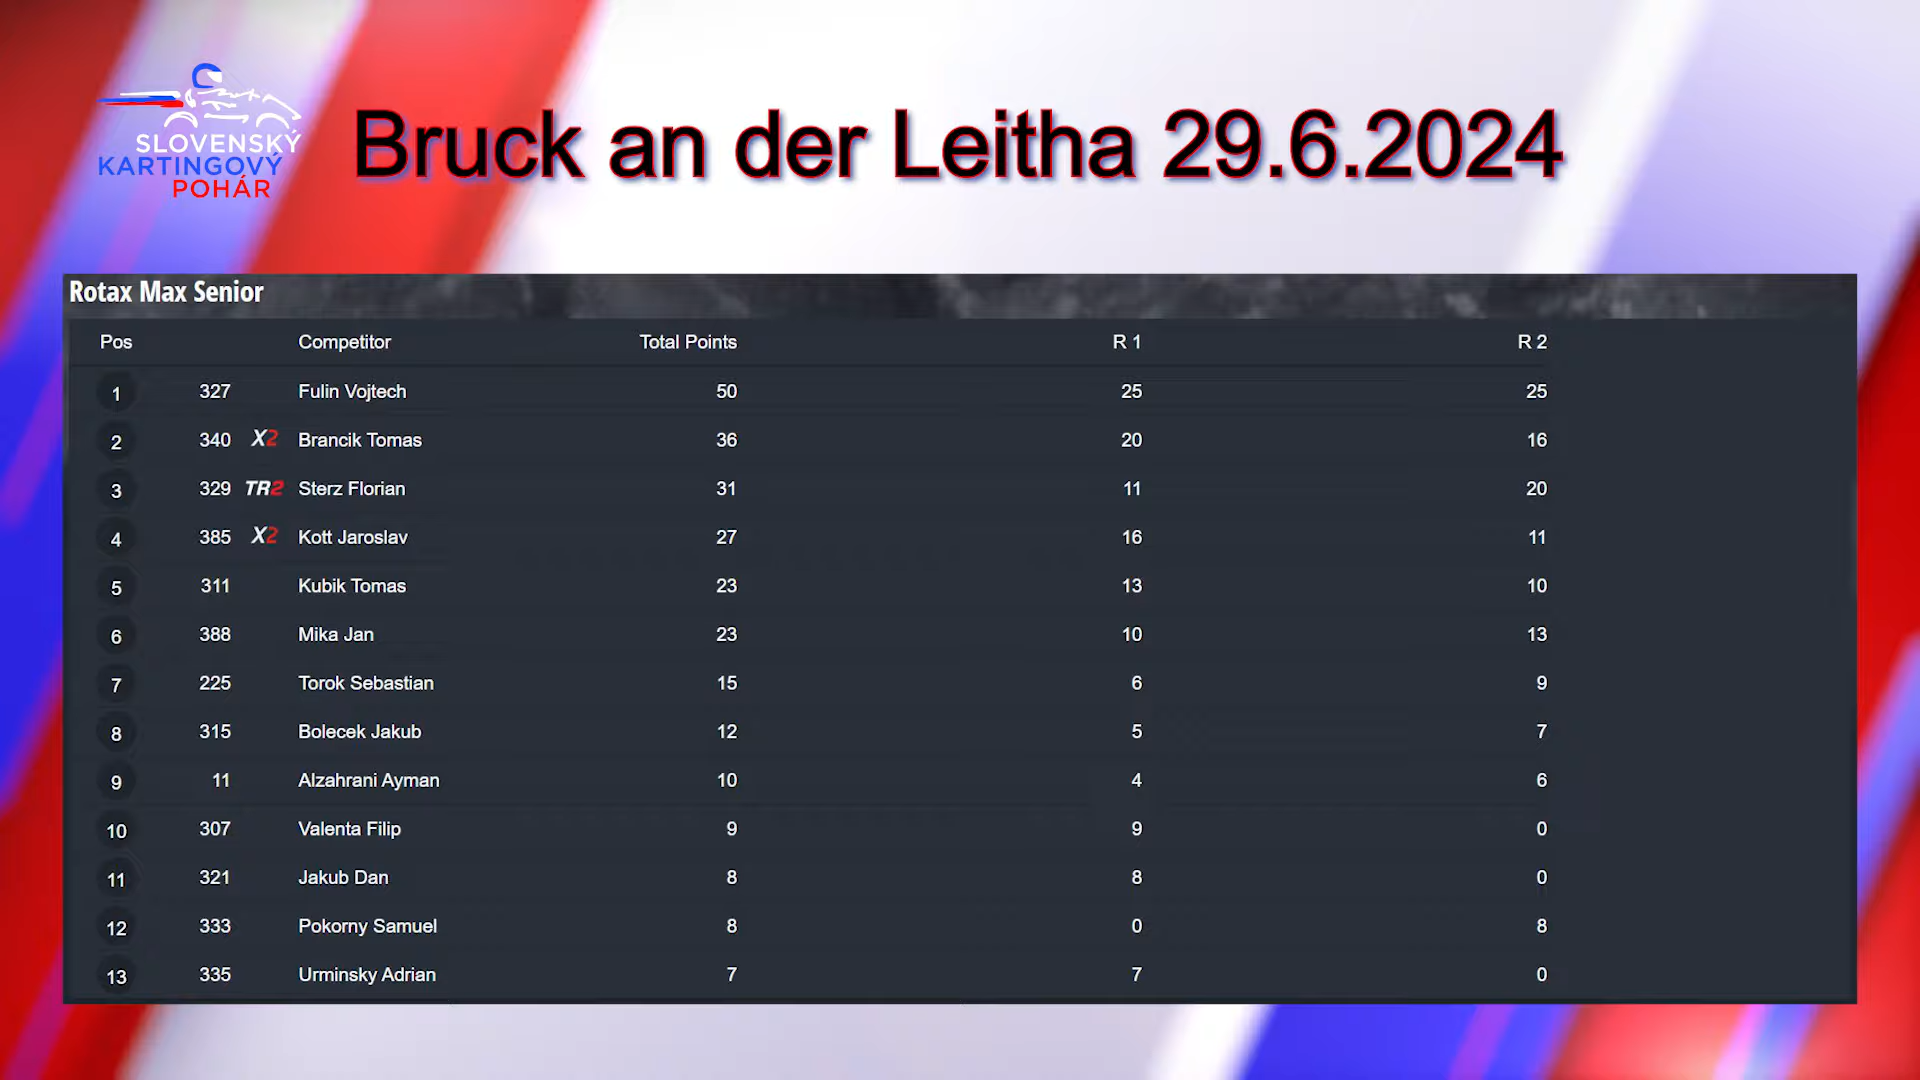 SLOVENSKÝ
KARTINGOVÝ
POHÁR
Bruck an der Leitha 29.6.2024
Rotax Max Senior
Pos Competitor Total Points R 1 R 2
1 327 Fulin Vojtech 50 25 25
2 340 X2 Brancik Tomas 36 20 16
3 329 TR2 Sterz Florian 31 11 20
4 385 X2 Kott Jaroslav 27 16 11
5 311 Kubik Tomas 23 13 10
6 388 Mika Jan 23 10 13
7 225 Torok Sebastian 15 6 9
8 315 Bolecek Jakub 12 5 7
9 11 Alzahrani Ayman 10 4 6
10 307 Valenta Filip 9 9 0
11 321 Jakub Dan 8 8 0
12 333 Pokorny Samuel 8 0 8
13 335 Urminsky Adrian 7 7 0